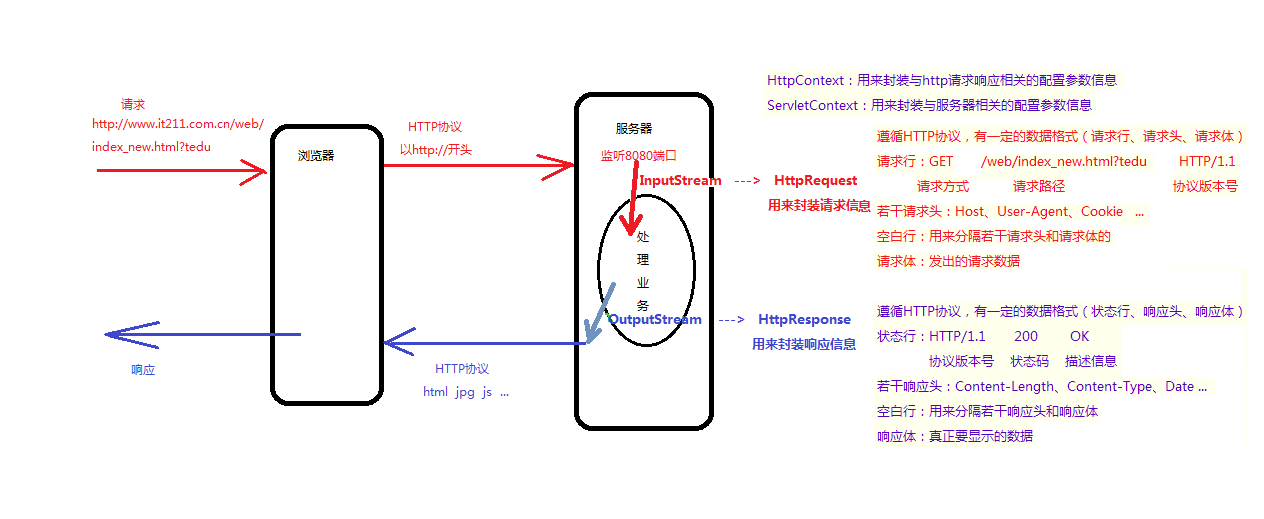 请求
http://www.it211.com.cn/web/
index_new.html?tedu
浏览器
HTTP协议
以http://开头
服务器
监听8080端口
InputStream ---> HttpRequest
用来封装请求信息
处
理
业
务
OutputStream ---> HttpResponse
用来封装响应信息
HTTP协议
html jpg js ...
响应
HttpContext：用来封装与http请求响应相关的配置参数信息
ServletContext：用来封装与服务器相关的配置参数信息
遵循HTTP协议，有一定的数据格式（请求行、请求头、请求体）
请求行：GET /web/index_new.html?tedu HTTP/1.1
请求方式 请求路径 协议版本号
若干请求头：Host、User-Agent、Cookie ...
空白行：用来分隔若干请求头和请求体的
请求体：发出的请求数据
遵循HTTP协议，有一定的数据格式（状态行、响应头、响应体）
状态行：HTTP/1.1 200 OK
协议版本号 状态码 描述信息
若干响应头：Content-Length、Content-Type、Date ...
空白行：用来分隔若干响应头和响应体
响应体：真正要显示的数据